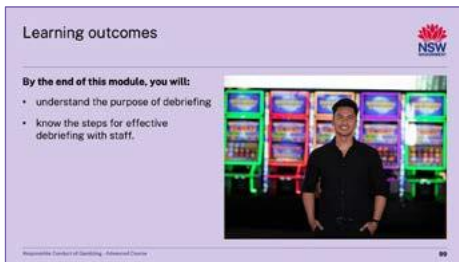 Learning outcomes
NSW
GOVERNMENT
By the end of this module, you will:
• understand the purpose of debriefing
• know the steps for effective
debriefing with staff.
Responsible Conduct of Gambling - Advanced Course
99